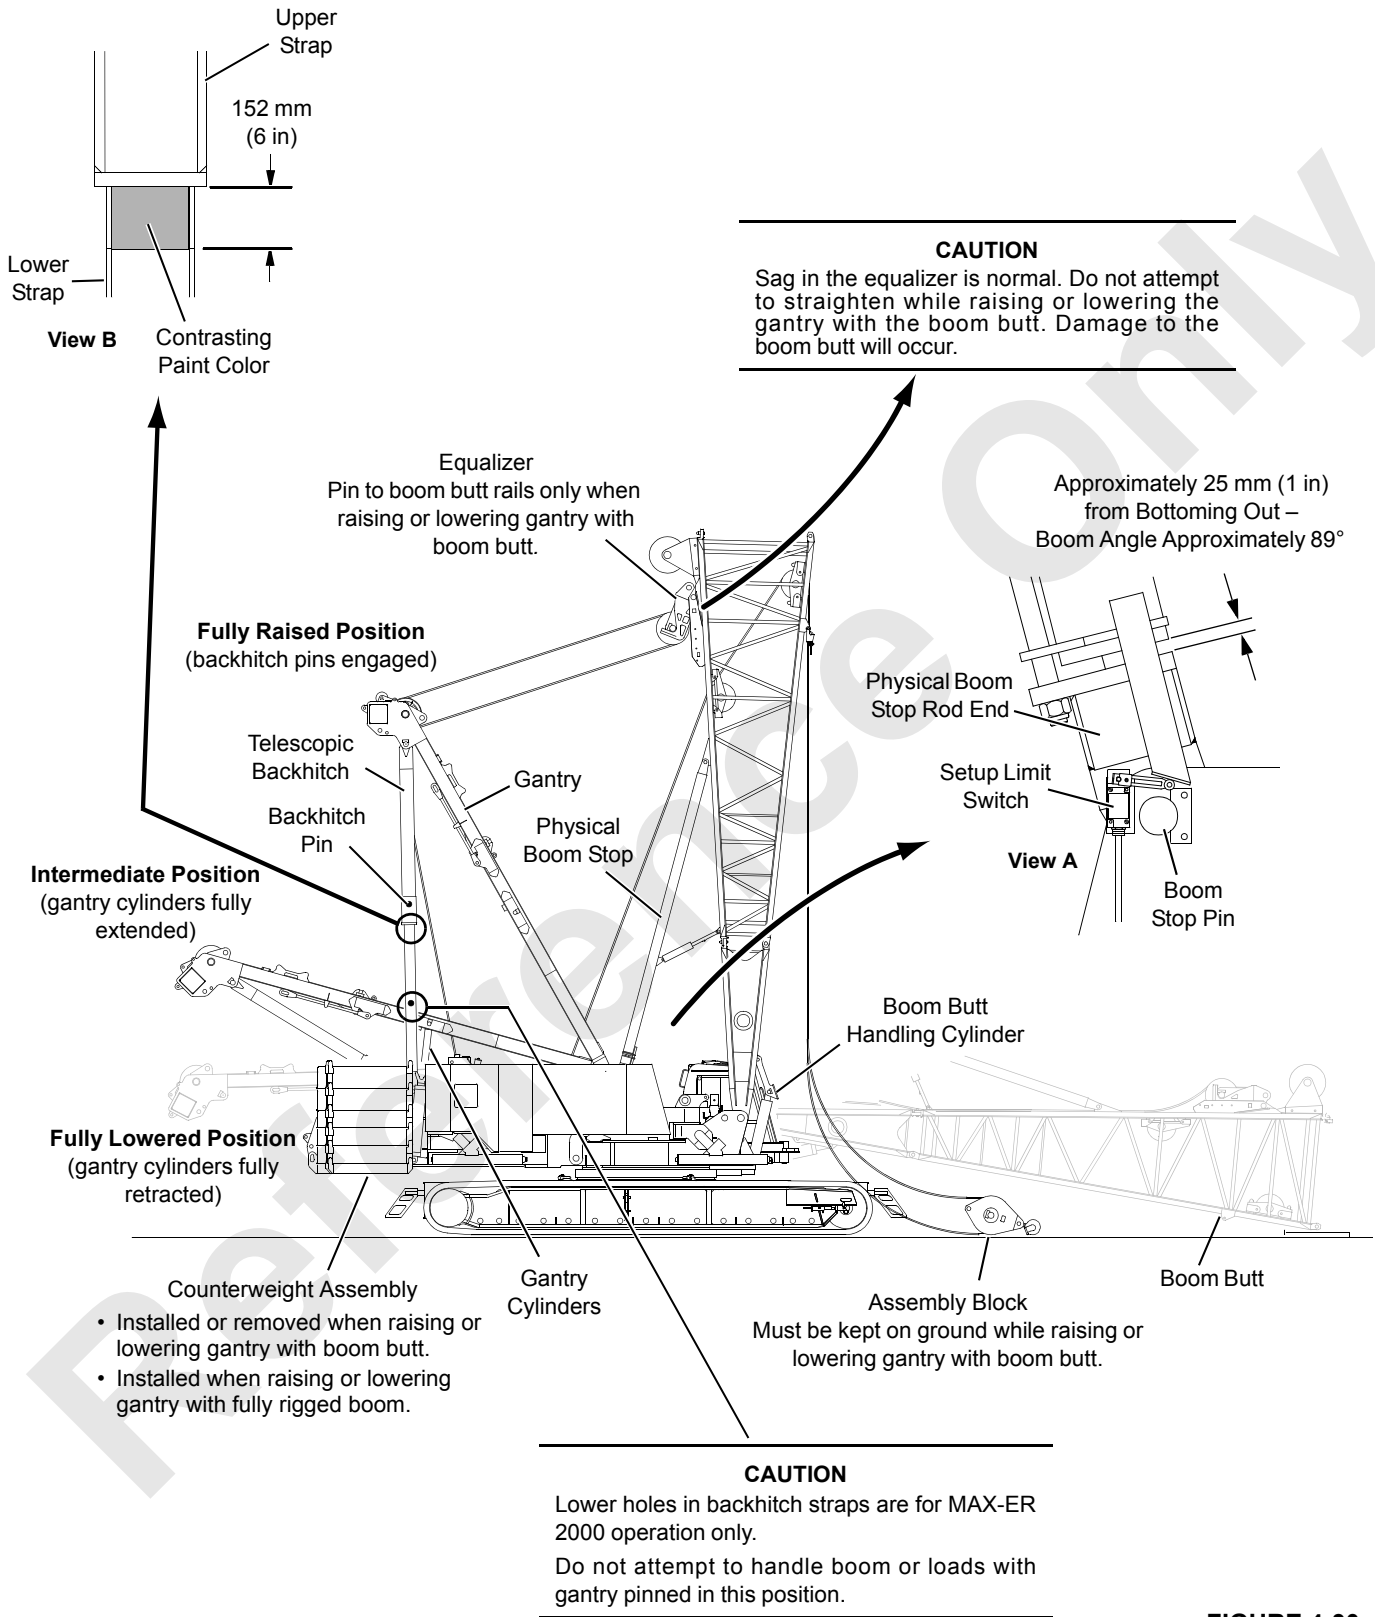 Upper
Strap
152 mm
(6 in)
Lower
Strap
View B
Contrasting
Paint Color
CAUTION
Sag in the equalizer is normal. Do not attempt
to straighten while raising or lowering the
gantry with the boom butt. Damage to the
boom butt will occur.
Equalizer
Pin to boom butt rails only when
raising or lowering gantry with
boom butt.
Approximately 25 mm (1 in)
from Bottoming Out –
Boom Angle Approximately 89°
Fully Raised Position
(backhitch pins engaged)
Physical Boom
Stop Rod End
Telescopic
Backhitch
Gantry
Setup Limit
Switch
Backhitch
Pin
Physical
Boom Stop
View A
Boom
Stop Pin
Intermediate Position
(gantry cylinders fully
extended)
Boom Butt
Handling Cylinder
Fully Lowered Position
(gantry cylinders fully
retracted)
Counterweight Assembly
• Installed or removed when raising or
lowering gantry with boom butt.
• Installed when raising or lowering
gantry with fully rigged boom.
Gantry
Cylinders
Assembly Block
Must be kept on ground while raising or
lowering gantry with boom butt.
Boom Butt
CAUTION
Lower holes in backhitch straps are for MAX-ER
2000 operation only.
Do not attempt to handle boom or loads with
gantry pinned in this position.
Reference Only